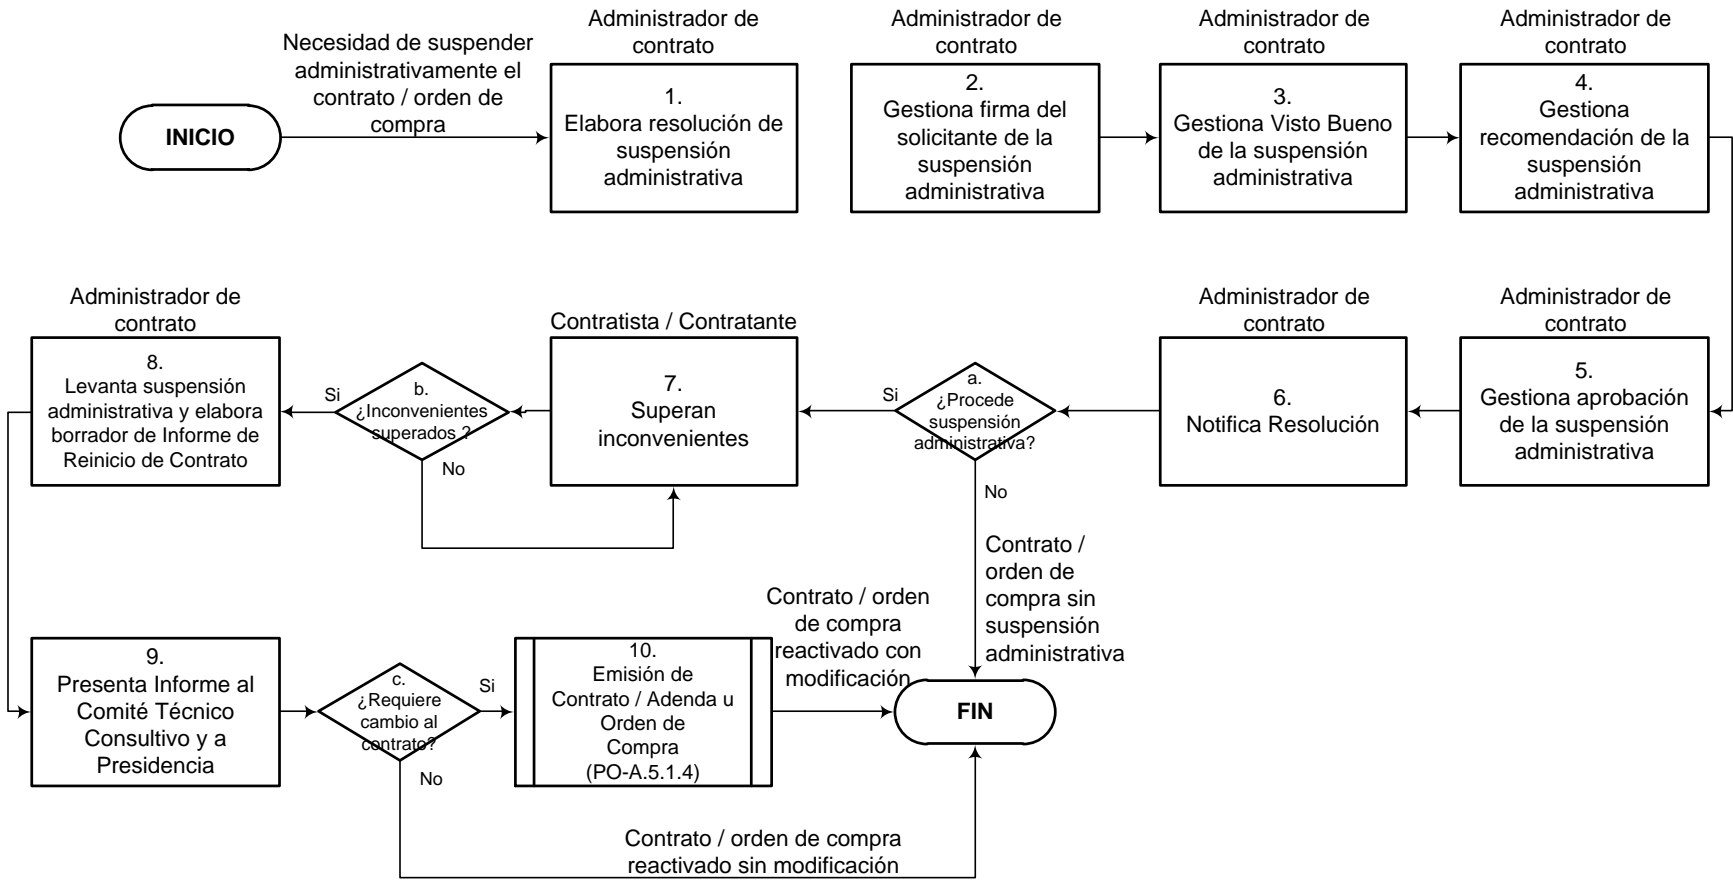 INICIO
Necesidad de suspender
administrativamente el
contrato / orden de
compra
Administrador de
contrato
1.
Elabora resolución de
suspensión
administrativa
Administrador de
contrato
2.
Gestiona firma del
solicitante de la
suspensión
administrativa
Administrador de
contrato
3.
Gestiona Visto Bueno
de la suspensión
administrativa
Administrador de
contrato
4.
Gestiona
recomendación de la
suspensión
administrativa
Administrador de
contrato
5.
Gestiona aprobación
de la suspensión
administrativa
Administrador de
contrato
6.
Notifica Resolución
a.
¿Procede
suspensión
administrativa?
Si
No
Contrato /
orden de
compra sin
suspensión
administrativa
Contratista / Contratante
7.
Superan
inconvenientes
b.
¿Inconvenientes
superados ?
Si
No
Administrador de
contrato
8.
Levanta suspensión
administrativa y elabora
borrador de Informe de
Reinicio de Contrato
9.
Presenta Informe al
Comité Técnico
Consultivo y a
Presidencia
c.
¿Requiere
cambio al
contrato?
Si
No
10.
Emisión de
Contrato / Adenda u
Orden de
Compra
(PO-A.5.1.4)
Contrato / orden
de compra
reactivado con
modificación
FIN
Contrato / orden de compra
reactivado sin modificación